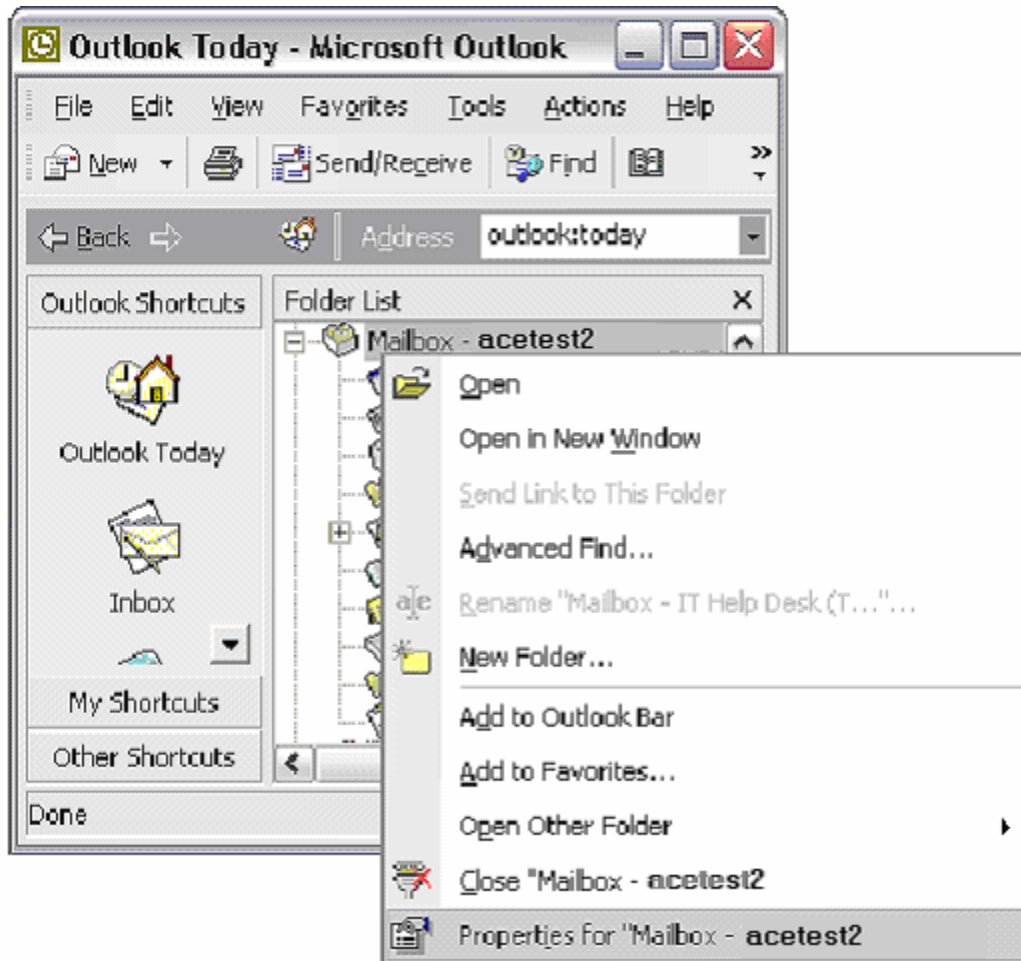 Outlook Today - Microsoft Outlook
File Edit View Favorites Tools Actions Help
New Send/Receive Find
Back Address outlook:today
Outlook Shortcuts
Folder List
Mailbox - acetest2
Outlook Today
Inbox
My Shortcuts
Other Shortcuts
Done
Open
Open in New Window
Send Link to This Folder
Advanced Find...
Rename "Mailbox - IT Help Desk (T..."...
New Folder...
Add to Outlook Bar
Add to Favorites...
Open Other Folder
Close "Mailbox - acetest2
Properties for "Mailbox - acetest2